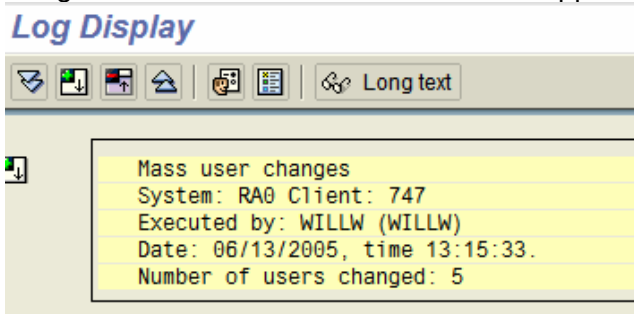 Log Display
Long text
Mass user changes
System: RA0 Client: 747
Executed by: WILLW (WILLW)
Date: 06/13/2005, time 13:15:33.
Number of users changed: 5